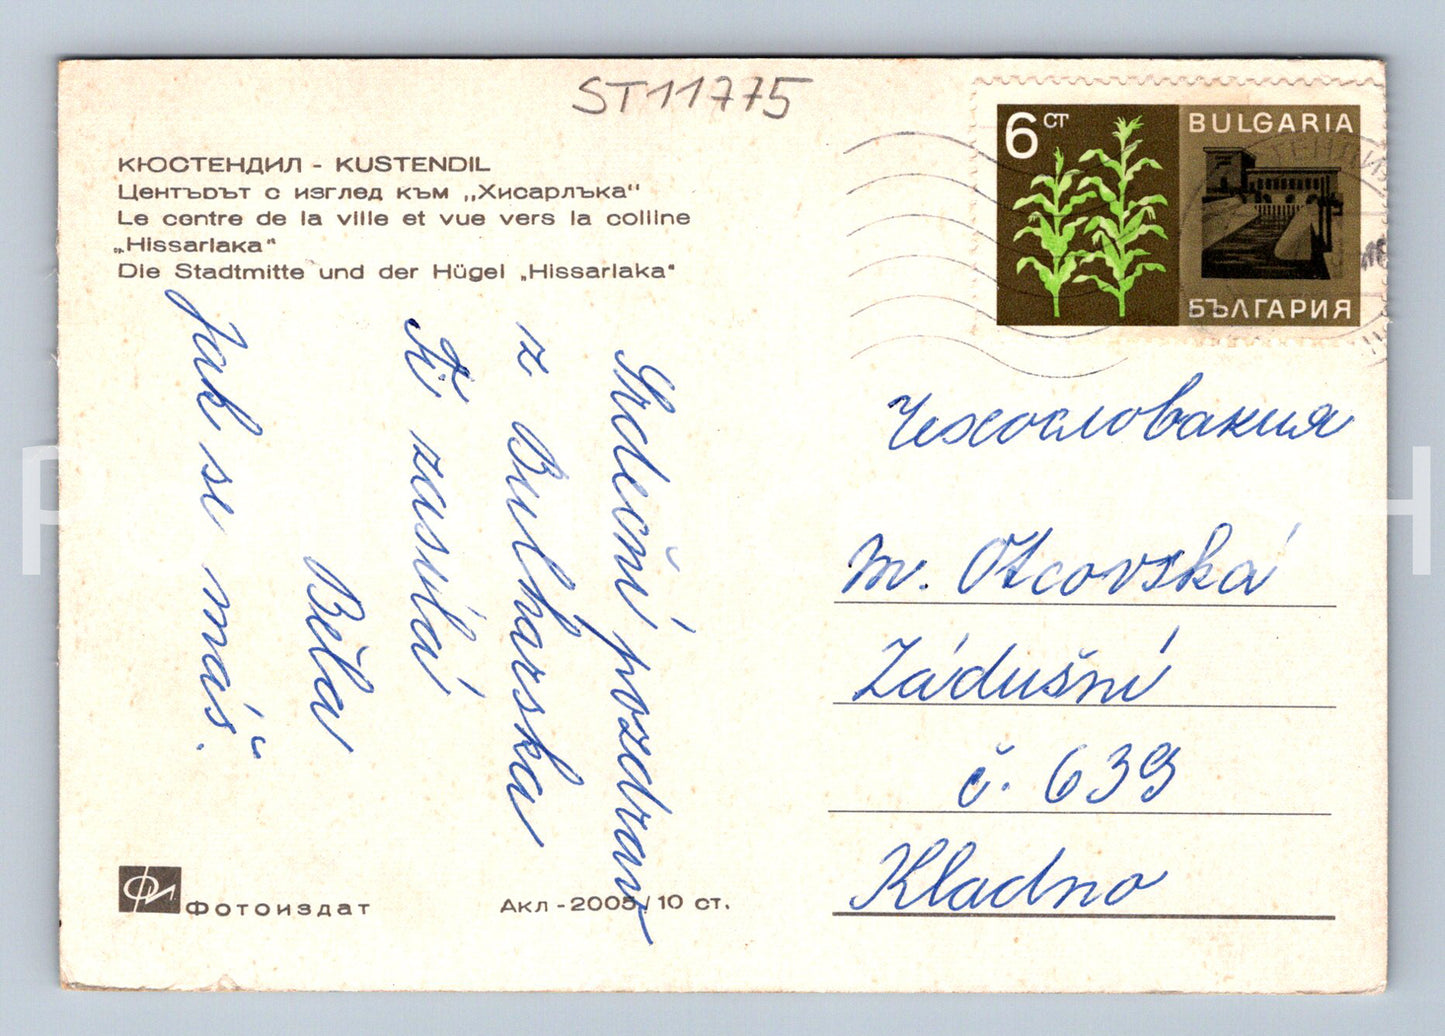 ST11775
КЮСТЕНДИЛ - KUSTENDIL
Центърът с изглед към ,,Хисарлъка"
Le centre de la ville et vue vers la colline
„Hissarlaka"
Die Stadtmitte und der Hügel „Hissarlaka"
6 СТ
BULGARIA
БЪЛГАРИЯ
Srdečný pozdrav
z Bulharska
Ti zasílá
Běla
Jak se máš.
Чехословакия
m. Otcovská
Zádušní
č. 639
Kladno
ФОТОИЗДАТ
Акл - 2005 / 10 ст.